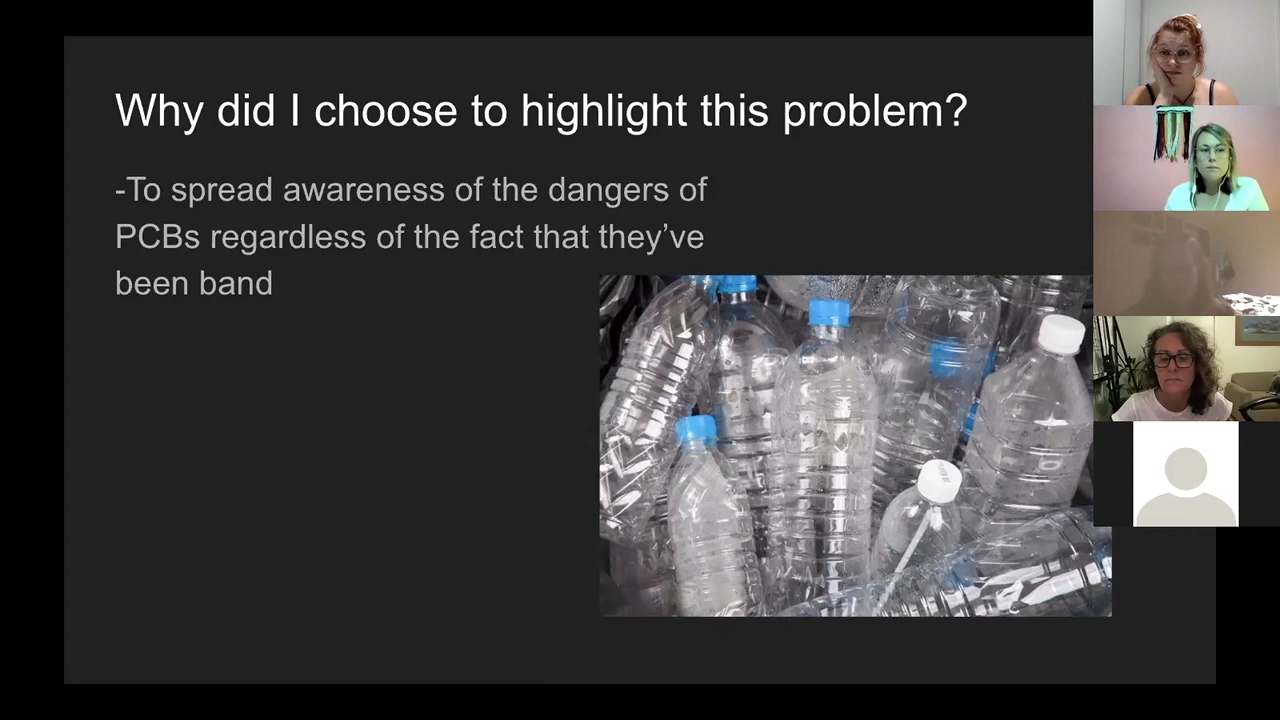 Why did I choose to highlight this problem?
-To spread awareness of the dangers of
PCBs regardless of the fact that they’ve
been band